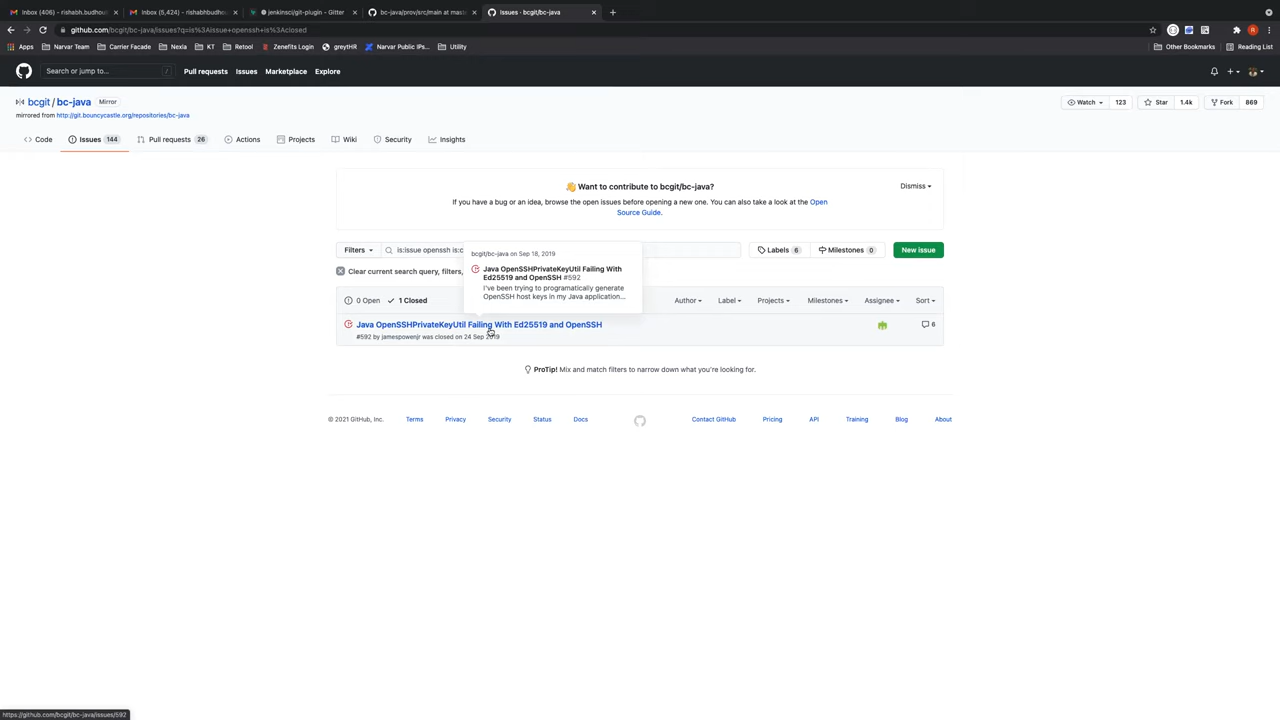 Inbox (406) - rishabh.budhou
Inbox (5,424) - rishabhbudho
jenkinsci/git-plugin - Gitter
bc-java/prov/src/main at mast
Issues · bcgit/bc-java
github.com/bcgit/bc-java/issues?q=is%3Aissue+openssh+is%3Aclosed
Apps
Narvar Team
Carrier Facade
Nexla
KT
Retool
Zenefits Login
greytHR
Narvar Public IPs...
Utility
Other Bookmarks
Reading List
Search or jump to...
/
Pull requests
Issues
Marketplace
Explore
bcgit / bc-java
Mirror
mirrored from http://git.bouncycastle.org/repositories/bc-java
Watch
123
Star
1.4k
Fork
869
Code
Issues 144
Pull requests 26
Actions
Projects
Wiki
Security
Insights
👋 Want to contribute to bcgit/bc-java?
Dismiss
If you have a bug or an idea, browse the open issues before opening a new one. You can also take a look at the Open
Source Guide.
Filters
is:issue openssh is:c
Labels 6
Milestones 0
New issue
Clear current search query, filters,
bcgit/bc-java on Sep 18, 2019
Java OpenSSHPrivateKeyUtil Failing With
Ed25519 and OpenSSH #592
I've been trying to programatically generate
OpenSSH host keys in my Java application...
0 Open
1 Closed
Author
Label
Projects
Milestones
Assignee
Sort
Java OpenSSHPrivateKeyUtil Failing With Ed25519 and OpenSSH
6
#592 by jamespowenjr was closed on 24 Sep 2019
ProTip! Mix and match filters to narrow down what you're looking for.
© 2021 GitHub, Inc.
Terms
Privacy
Security
Status
Docs
Contact GitHub
Pricing
API
Training
Blog
About
https://github.com/bcgit/bc-java/issues/592